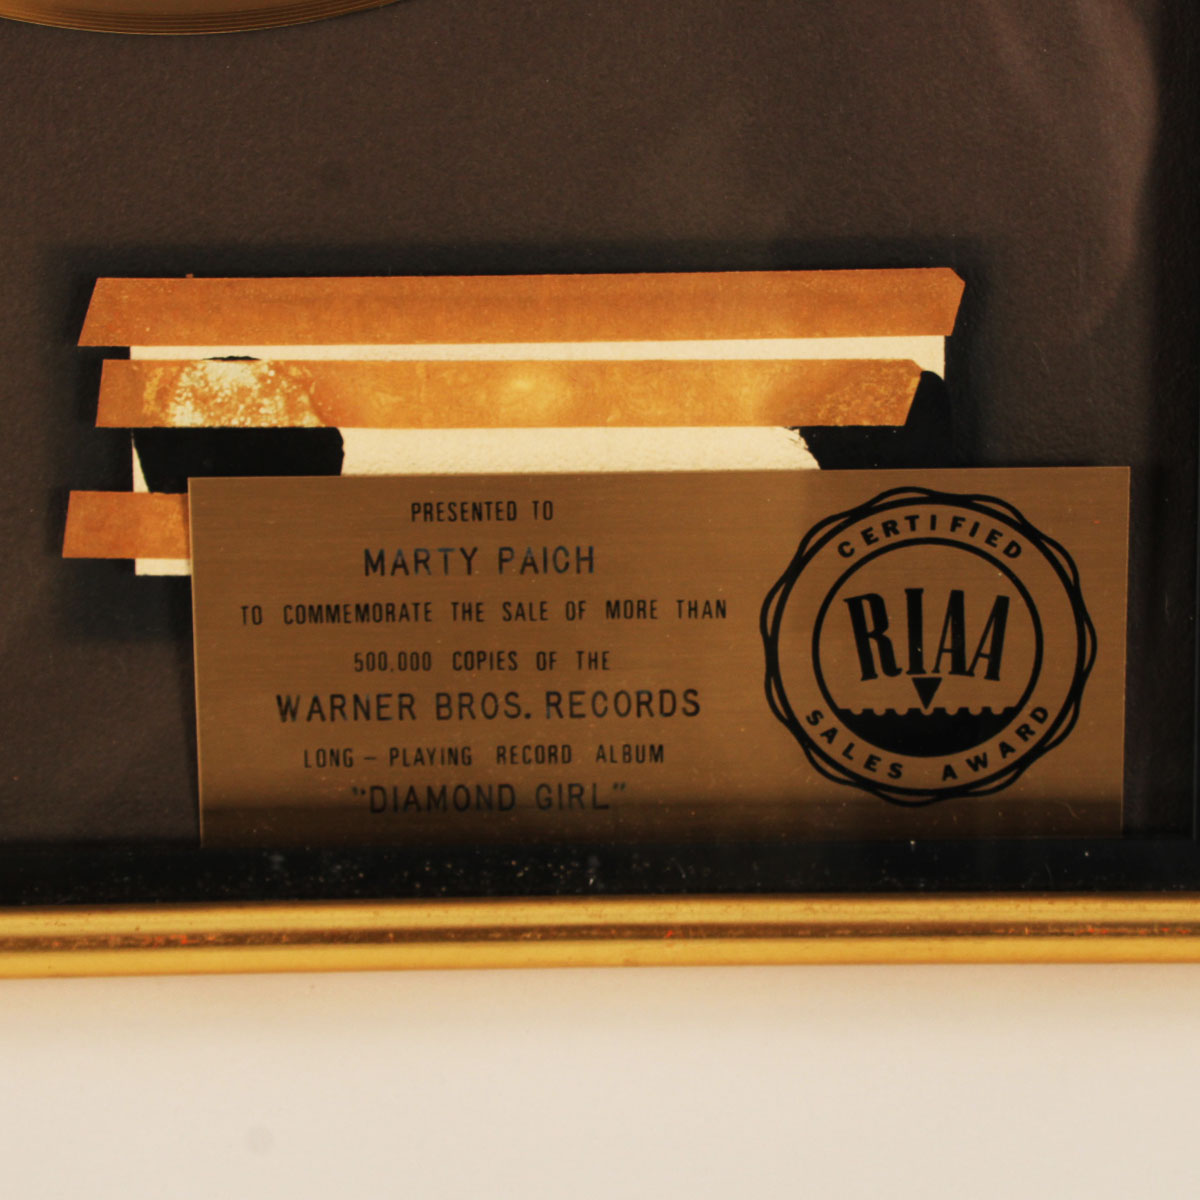 PRESENTED TO
MARTY PAICH
TO COMMEMORATE THE SALE OF MORE THAN
500,000 COPIES OF THE
WARNER BROS. RECORDS
LONG – PLAYING RECORD ALBUM
"DIAMOND GIRL"
CERTIFIED
RIAA
SALES AWARD